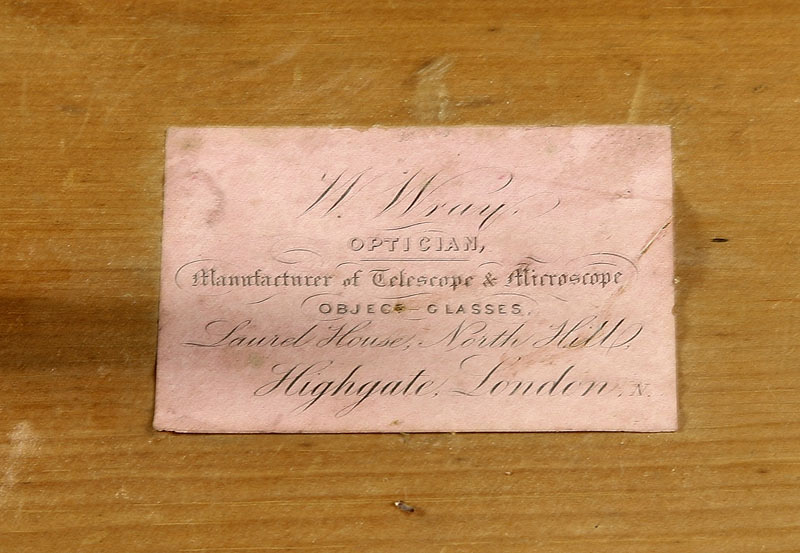 W. Wray.
OPTICIAN,
Manufacturer of Telescope & Microscope
OBJECT-GLASSES,
Laurel House, North Hill,
Highgate, London, N.